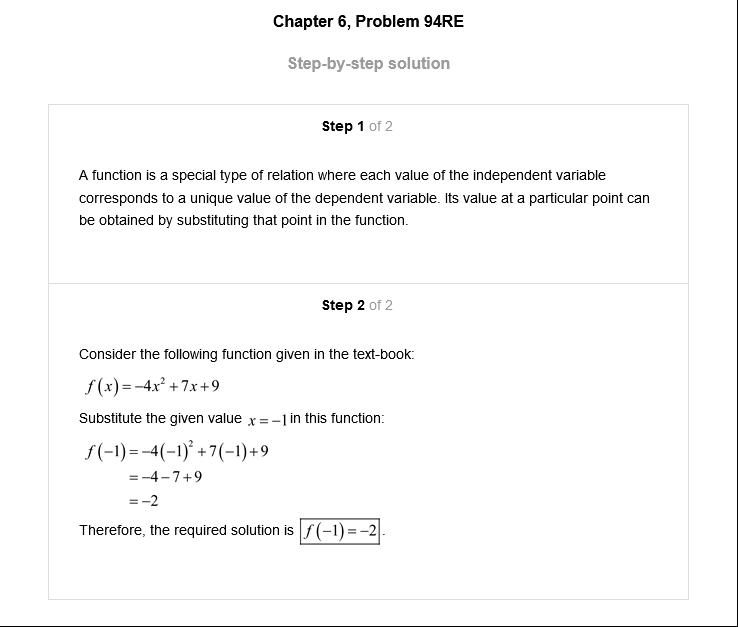 Chapter 6, Problem 94RE
Step-by-step solution
Step 1 of 2
A function is a special type of relation where each value of the independent variable
corresponds to a unique value of the dependent variable. Its value at a particular point can
be obtained by substituting that point in the function.
Step 2 of 2
Consider the following function given in the text-book:
f(x)=−4x²+7x+9
Substitute the given value x=−1 in this function:
f(−1)=−4(−1)²+7(−1)+9
=−4−7+9
=−2
Therefore, the required solution is f(−1)=−2.